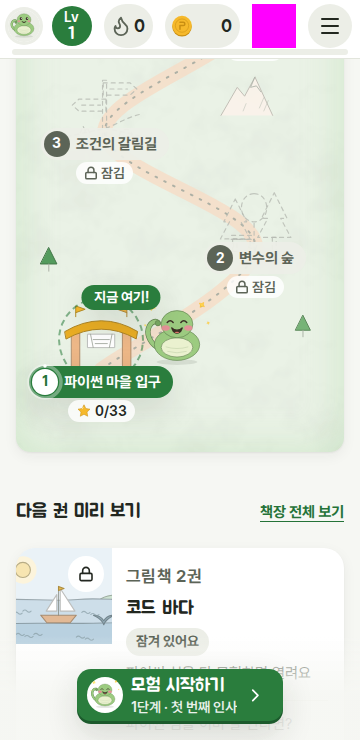 Lv
1
0
0
3 조건의 갈림길
잠김
2 변수의 숲
잠김
지금 여기!
1 파이썬 마을 입구
0/33
다음 권 미리 보기
책장 전체 보기
그림책 2권
코드 바다
잠겨 있어요
모험 시작하기
1단계 · 첫 번째 인사